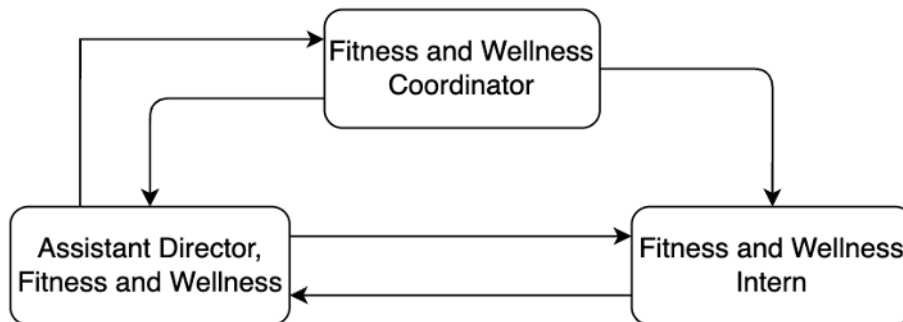 Fitness and Wellness
Coordinator
Assistant Director,
Fitness and Wellness
Fitness and Wellness
Intern